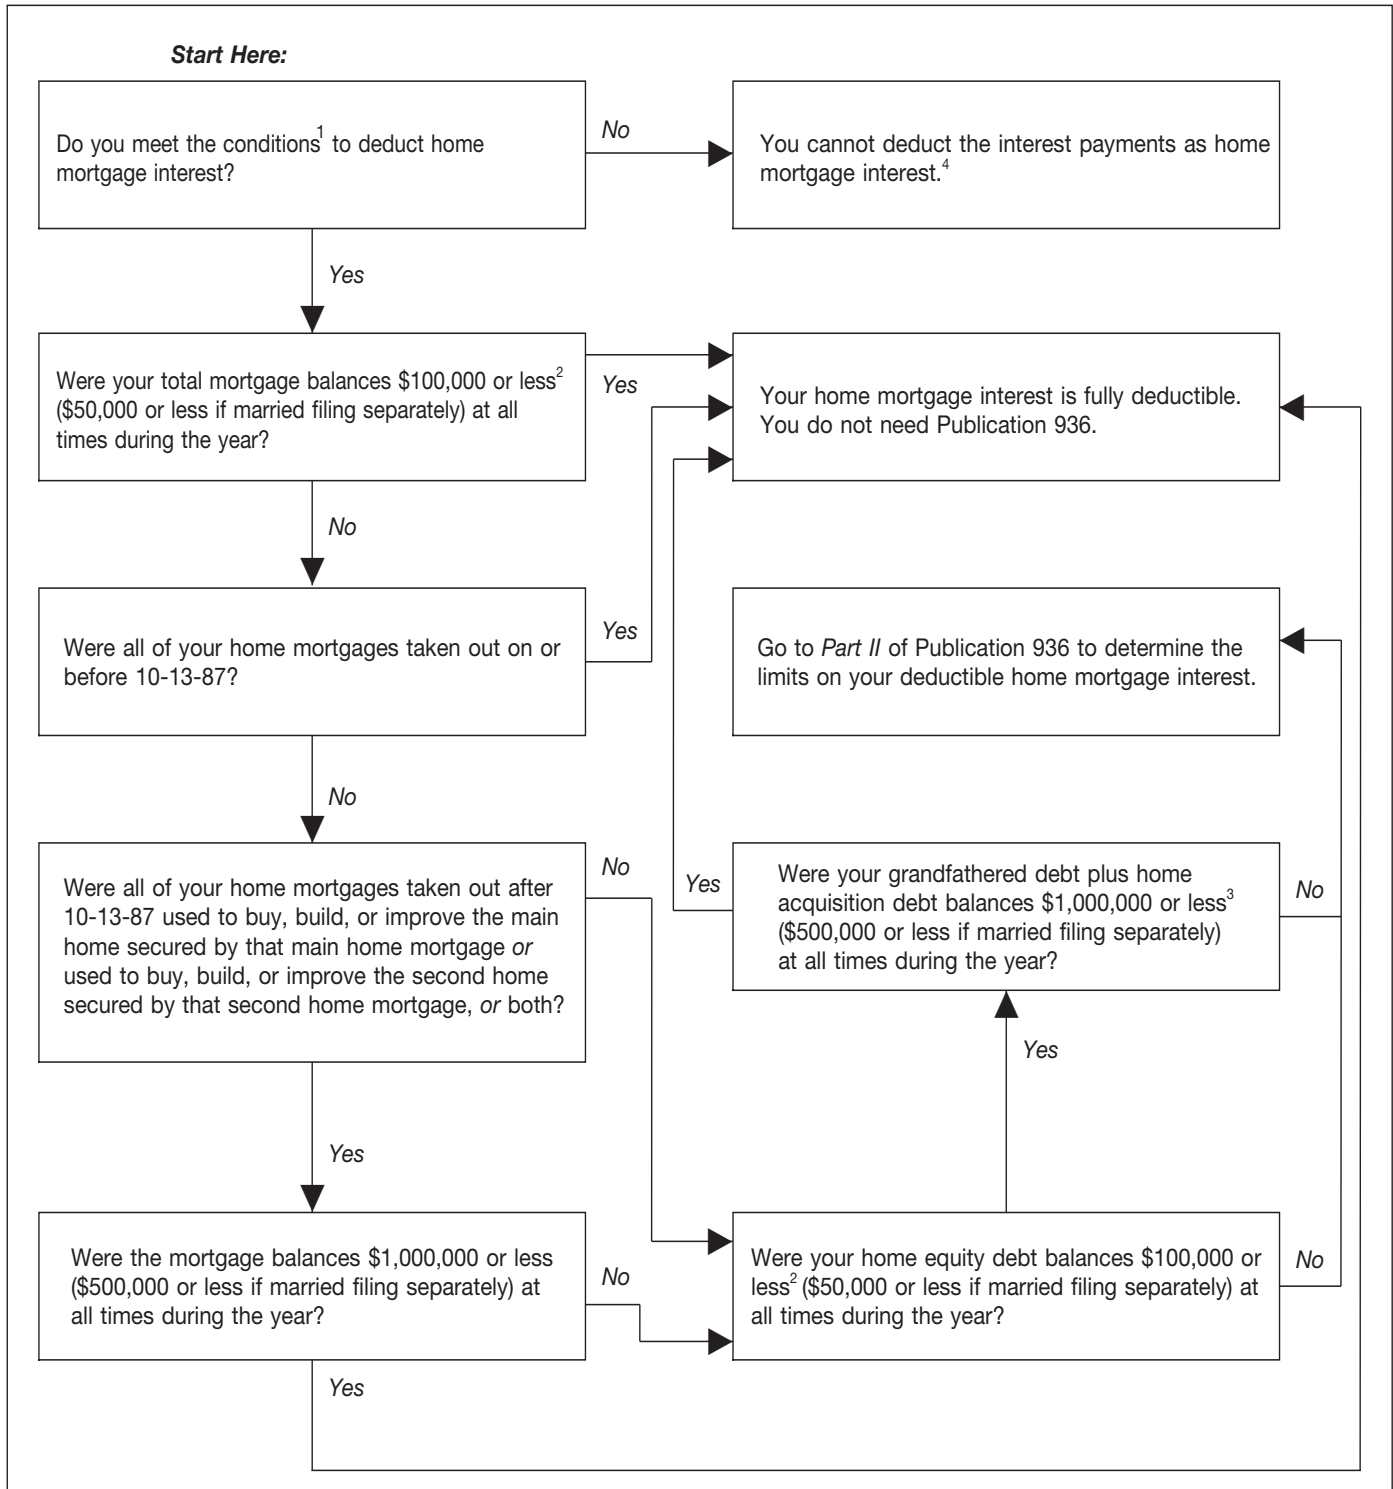 Start Here:
Do you meet the conditions1 to deduct home
mortgage interest?
No
You cannot deduct the interest payments as home
mortgage interest.4
Yes
Were your total mortgage balances $100,000 or less2
($50,000 or less if married filing separately) at all
times during the year?
Yes
Your home mortgage interest is fully deductible.
You do not need Publication 936.
No
Were all of your home mortgages taken out on or
before 10-13-87?
Yes
Go to Part II of Publication 936 to determine the
limits on your deductible home mortgage interest.
No
Were all of your home mortgages taken out after
10-13-87 used to buy, build, or improve the main
home secured by that main home mortgage or
used to buy, build, or improve the second home
secured by that second home mortgage, or both?
No
Yes
Were your grandfathered debt plus home
acquisition debt balances $1,000,000 or less3
($500,000 or less if married filing separately)
at all times during the year?
No
Yes
Yes
Were the mortgage balances $1,000,000 or less
($500,000 or less if married filing separately) at
all times during the year?
No
Were your home equity debt balances $100,000 or
less2 ($50,000 or less if married filing separately) at
all times during the year?
No
Yes